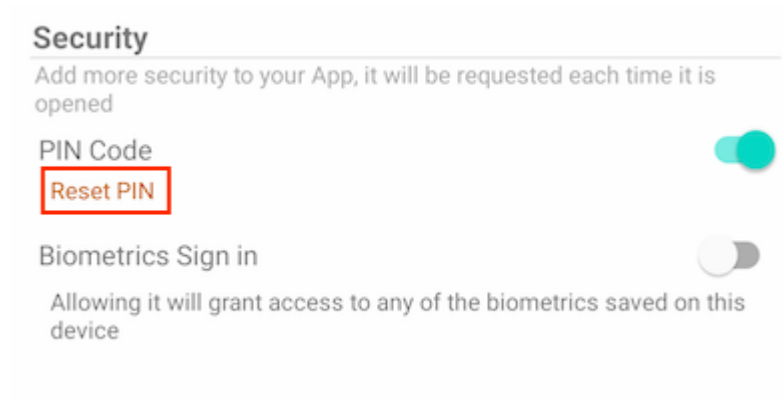 Security
Add more security to your App, it will be requested each time it is
opened
PIN Code
Reset PIN
Biometrics Sign in
Allowing it will grant access to any of the biometrics saved on this
device